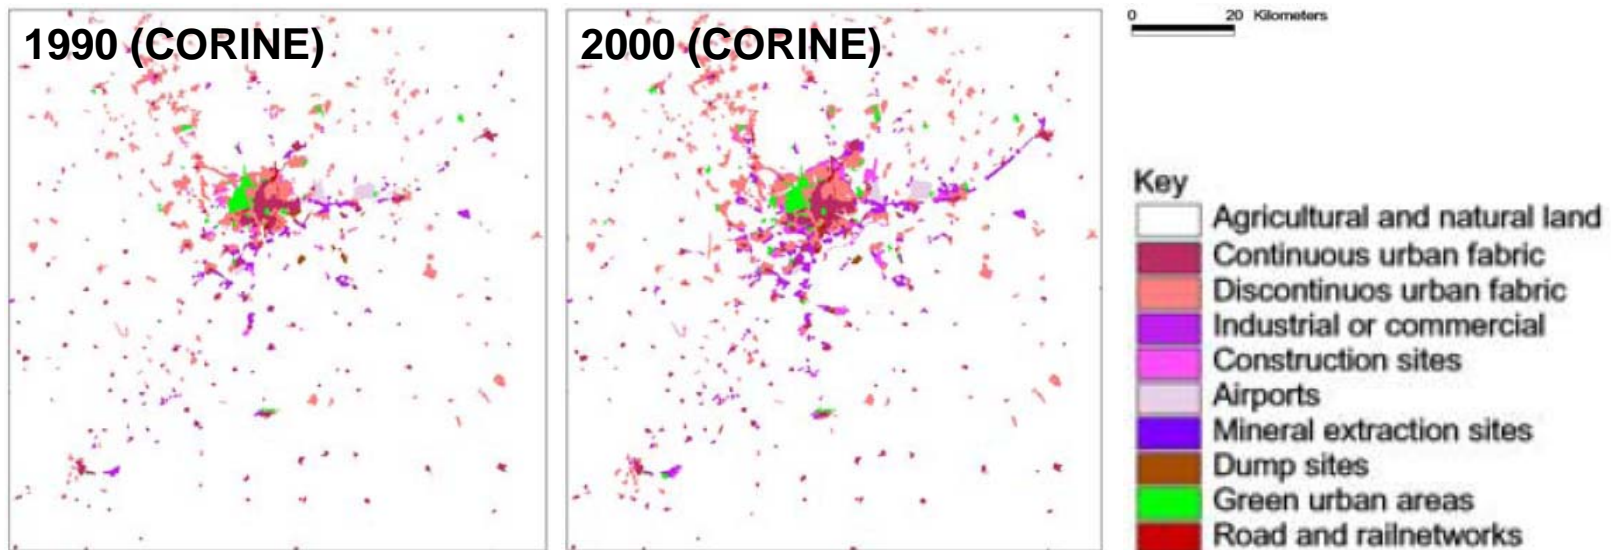 1990 (CORINE)
2000 (CORINE)
0 20 Kilometers
Key
Agricultural and natural land
Continuous urban fabric
Discontinuos urban fabric
Industrial or commercial
Construction sites
Airports
Mineral extraction sites
Dump sites
Green urban areas
Road and railnetworks